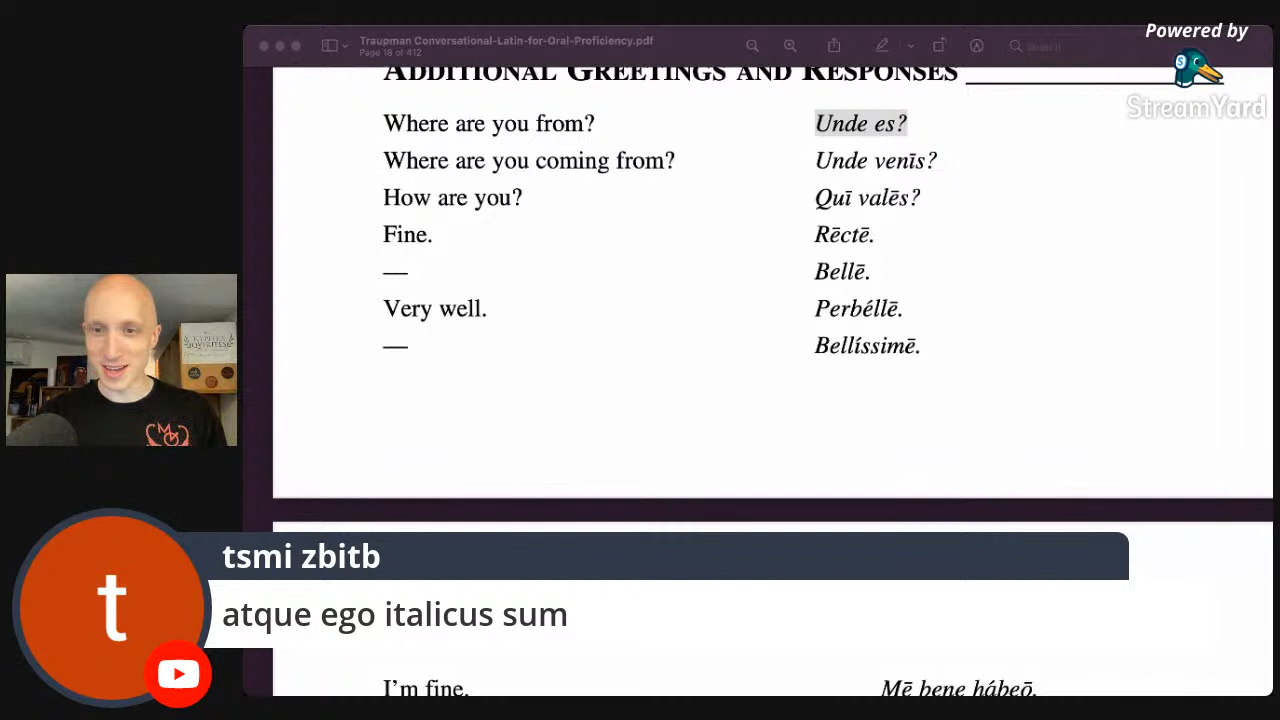 Powered by
StreamYard
Traupman Conversational-Latin-for-Oral-Proficiency.pdf
Page 18 of 412
Search
ADDITIONAL GREETINGS AND RESPONSES
Where are you from? Unde es?
Where are you coming from? Unde venīs?
How are you? Quī valēs?
Fine. Rēctē.
— Bellē.
Very well. Perbéllē.
— Bellíssimē.
t
tsmi zbitb
atque ego italicus sum
I'm fine. Mē bene hábeō.